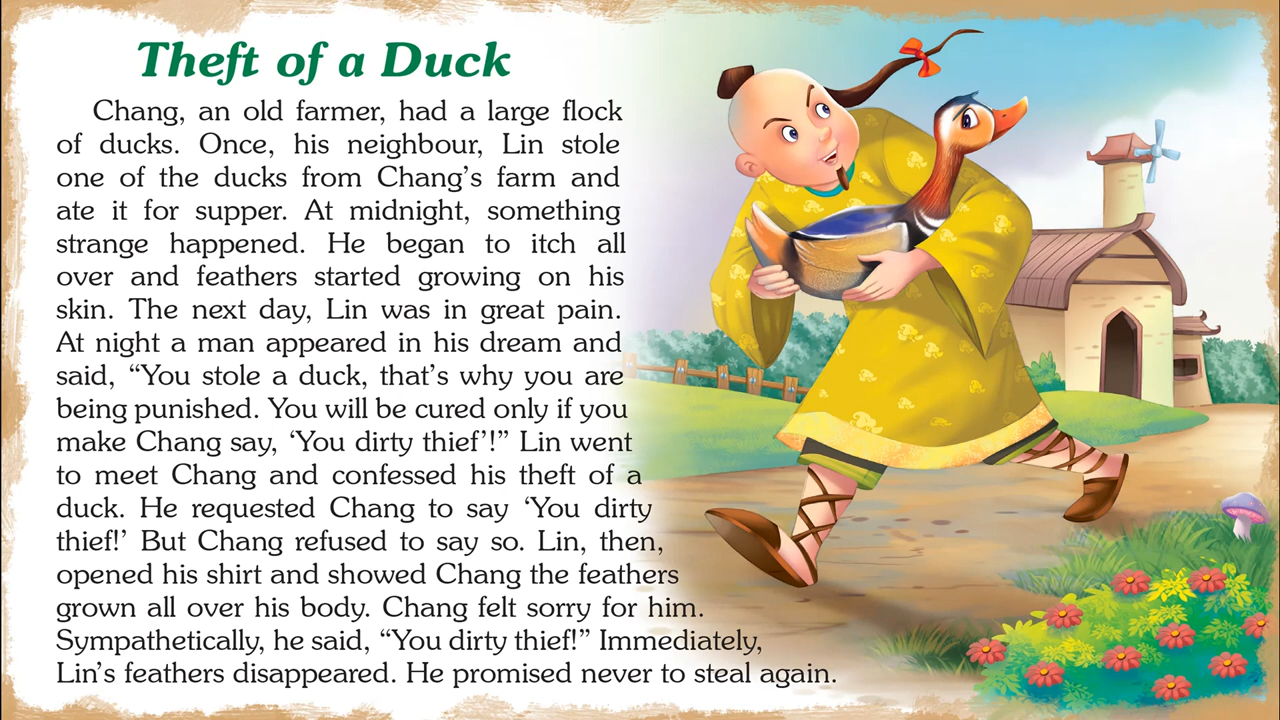 Theft of a Duck
Chang, an old farmer, had a large flock
of ducks. Once, his neighbour, Lin stole
one of the ducks from Chang’s farm and
ate it for supper. At midnight, something
strange happened. He began to itch all
over and feathers started growing on his
skin. The next day, Lin was in great pain.
At night a man appeared in his dream and
said, “You stole a duck, that’s why you are
being punished. You will be cured only if you
make Chang say, ‘You dirty thief’!” Lin went
to meet Chang and confessed his theft of a
duck. He requested Chang to say ‘You dirty
thief!’ But Chang refused to say so. Lin, then,
opened his shirt and showed Chang the feathers
grown all over his body. Chang felt sorry for him.
Sympathetically, he said, “You dirty thief!” Immediately,
Lin’s feathers disappeared. He promised never to steal again.